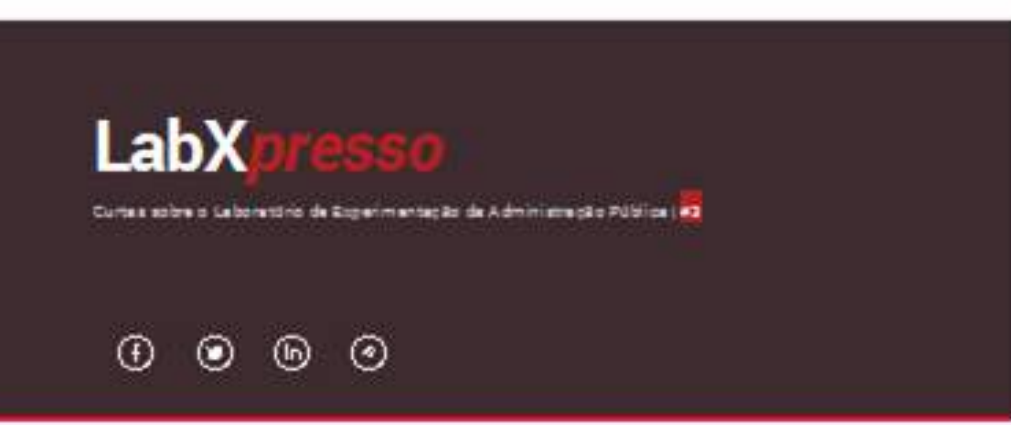 LabXpresso
Curtas sobre o Laboratório de Experimentação da Administração Pública |